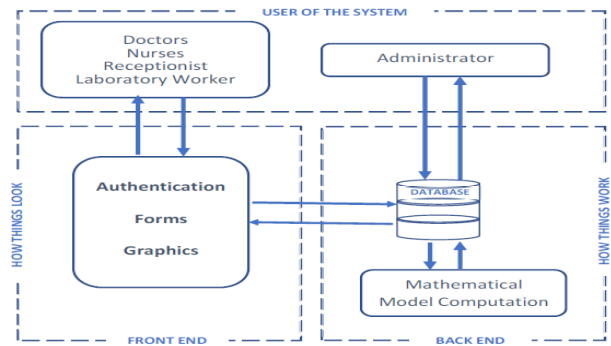 USER OF THE SYSTEM
Doctors
Nurses
Receptionist
Laboratory Worker
Administrator
HOW THINGS LOOK
Authentication
Forms
Graphics
DATABASE
HOW THINGS WORK
Mathematical
Model Computation
FRONT END
BACK END